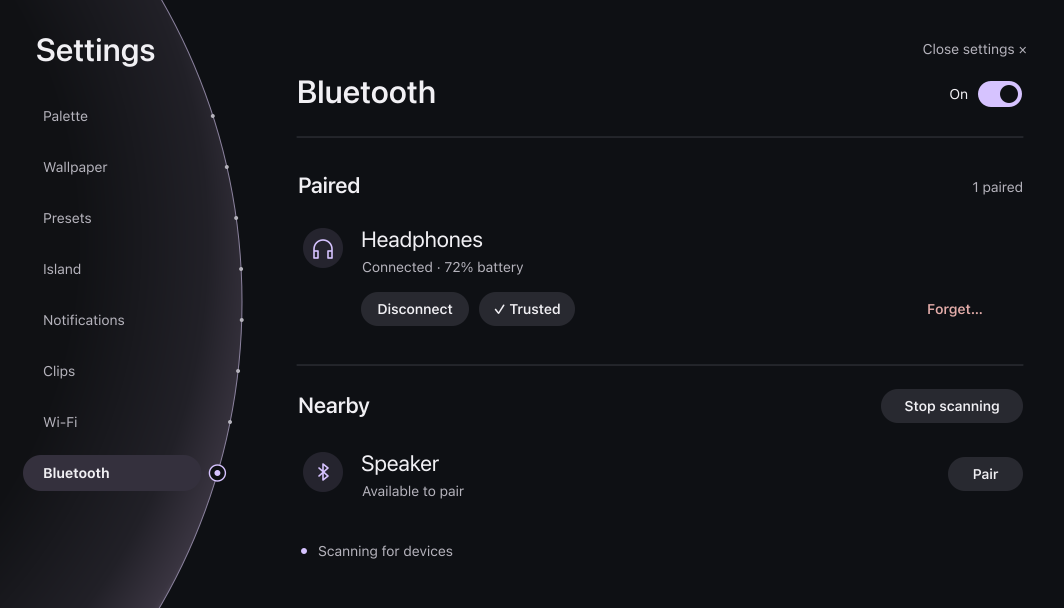 Settings
Close settings ×
Bluetooth
On
Palette
Wallpaper
Presets
Island
Notifications
Clips
Wi-Fi
Bluetooth
Paired
1 paired
Headphones
Connected · 72% battery
Disconnect
✓ Trusted
Forget...
Nearby
Stop scanning
Speaker
Available to pair
Pair
Scanning for devices